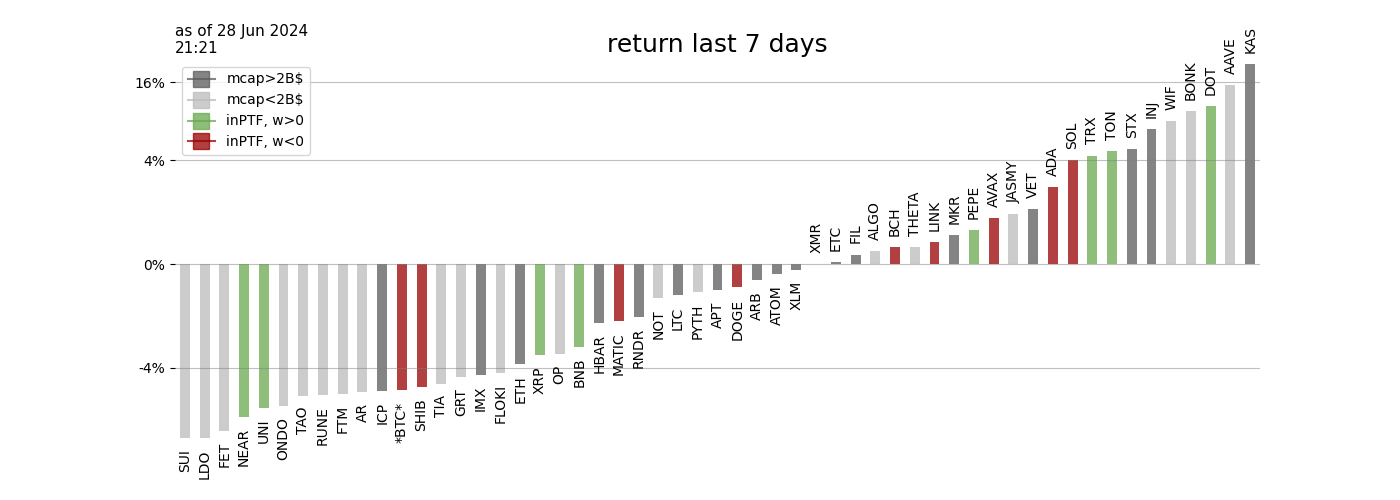 as of 28 Jun 2024
21:21
return last 7 days
mcap>2B$
mcap<2B$
inPTF, w>0
inPTF, w<0
16%
4%
0%
-4%
SUI
LDO
FET
NEAR
UNI
ONDO
TAO
RUNE
FTM
AR
ICP
*BTC*
SHIB
TIA
GRT
IMX
FLOKI
ETH
XRP
OP
BNB
HBAR
MATIC
RNDR
NOT
LTC
PYTH
APT
DOGE
ARB
ATOM
XLM
XMR
ETC
FIL
ALGO
BCH
THETA
LINK
MKR
PEPE
AVAX
JASMY
VET
ADA
SOL
TRX
TON
STX
INJ
WIF
BONK
DOT
AAVE
KAS